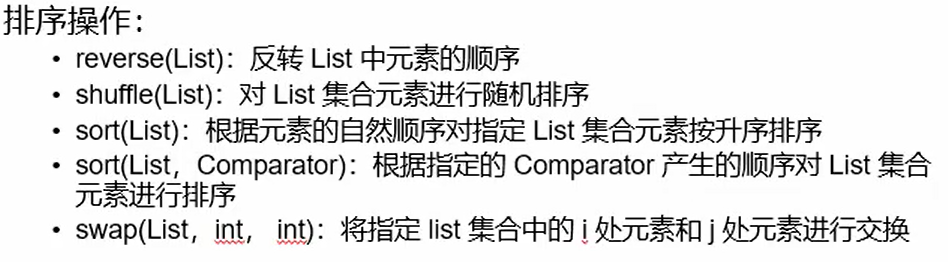 排序操作：
• reverse(List)：反转 List 中元素的顺序
• shuffle(List)：对 List 集合元素进行随机排序
• sort(List)：根据元素的自然顺序对指定 List 集合元素按升序排序
• sort(List，Comparator)：根据指定的 Comparator 产生的顺序对 List 集合
元素进行排序
• swap(List，int， int)：将指定 list 集合中的 i 处元素和 j 处元素进行交换